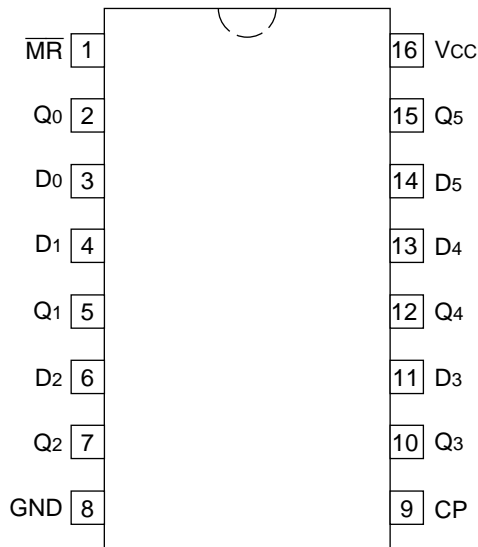 M̅R̅ 1 16 VCC
Q0 2 15 Q5
D0 3 14 D5
D1 4 13 D4
Q1 5 12 Q4
D2 6 11 D3
Q2 7 10 Q3
GND 8 9 CP